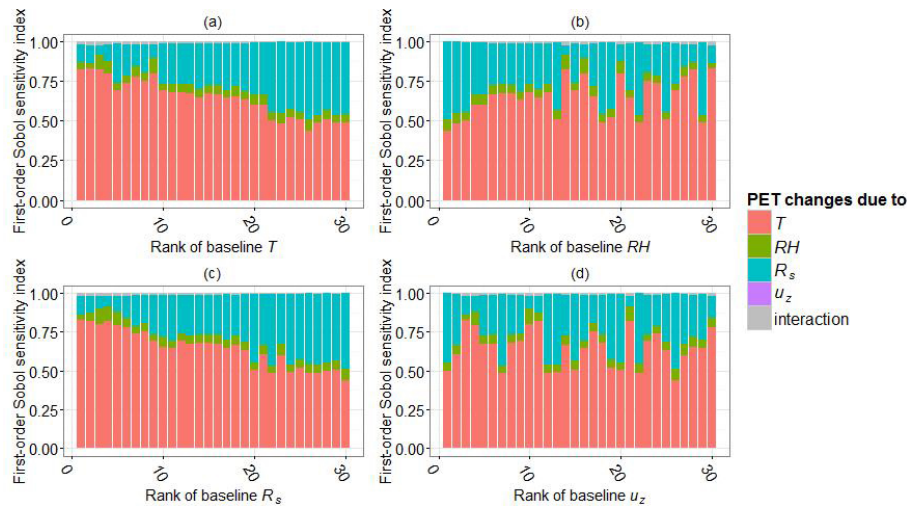 (a)
First-order Sobol sensitivity index
1.00
0.75
0.50
0.25
0.00
0
10
20
30
Rank of baseline T
(b)
First-order Sobol sensitivity index
1.00
0.75
0.50
0.25
0.00
0
10
20
30
Rank of baseline RH
(c)
First-order Sobol sensitivity index
1.00
0.75
0.50
0.25
0.00
0
10
20
30
Rank of baseline Rs
(d)
First-order Sobol sensitivity index
1.00
0.75
0.50
0.25
0.00
0
10
20
30
Rank of baseline uz
PET changes due to
T
RH
Rs
uz
interaction